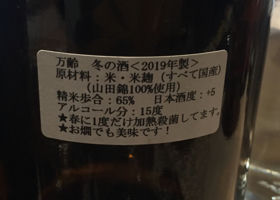 万齢　冬の酒<2019年製>
原材料：米・米麹（すべて国産）
（山田錦100%使用）
精米歩合：65%　日本酒度：+5
アルコール分：15度
★春に1度だけ加熱殺菌してます。
★お燗でも美味です！